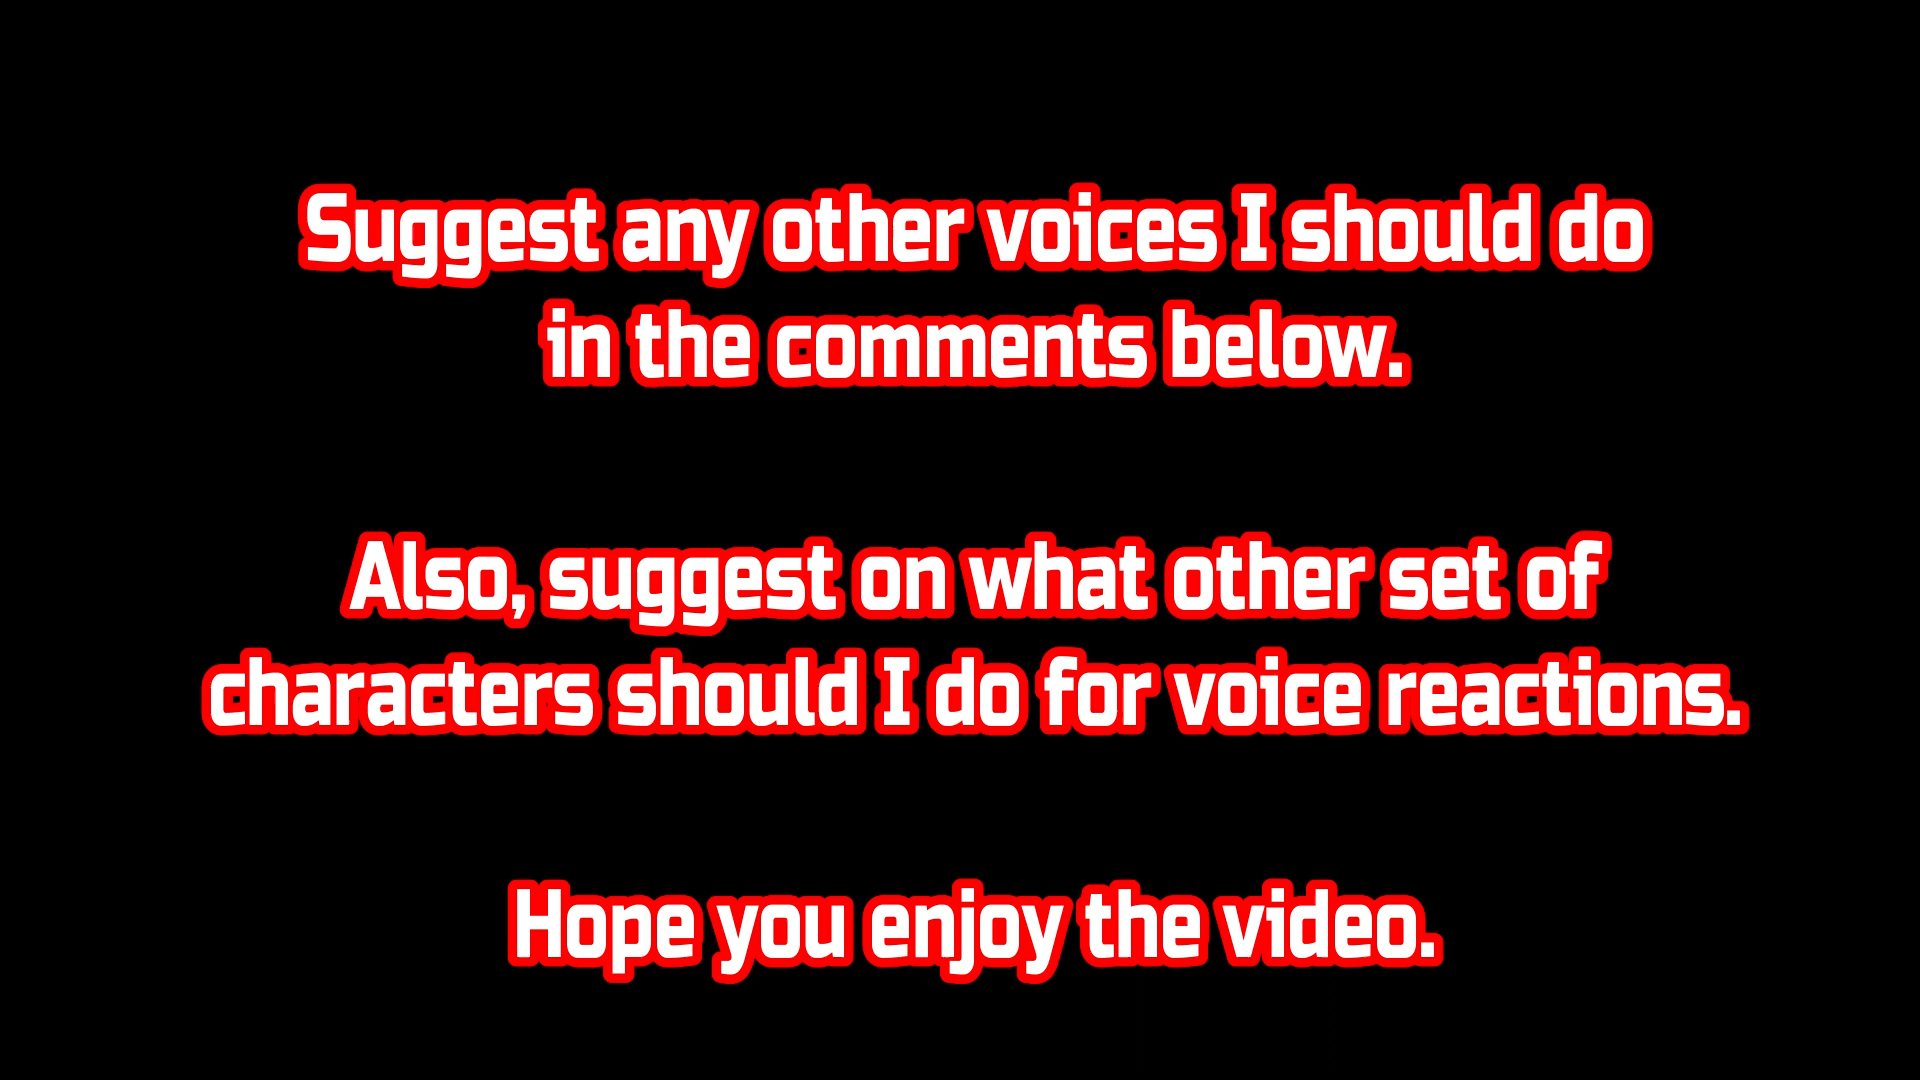 Suggest any other voices I should do
in the comments below.
Also, suggest on what other set of
characters should I do for voice reactions.
Hope you enjoy the video.